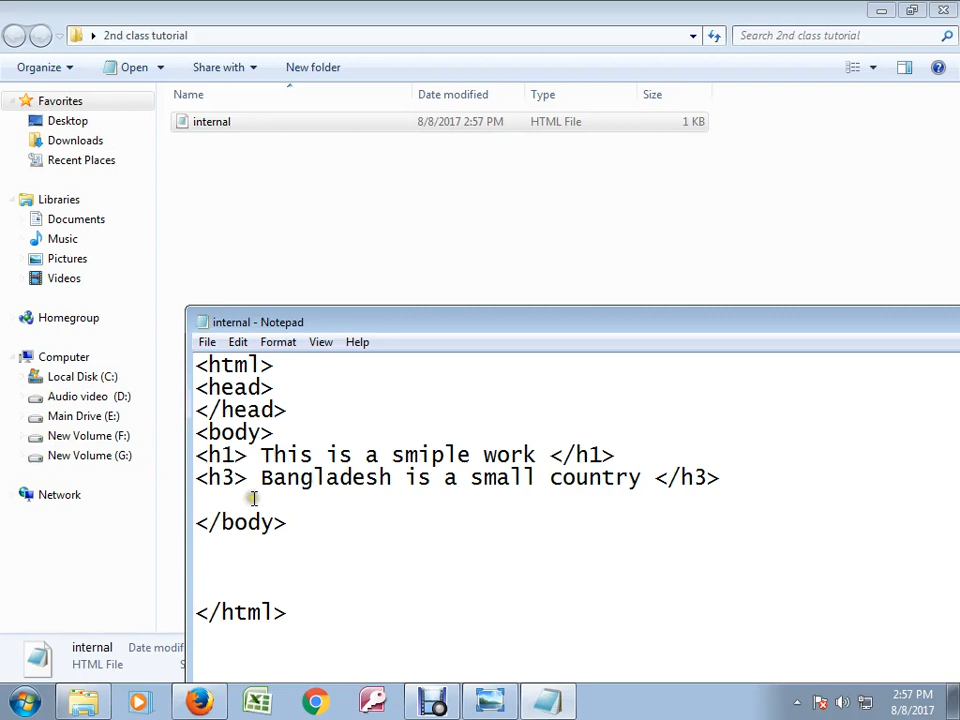 2nd class tutorial
Search 2nd class tutorial
Organize Open Share with New folder
Favorites
Desktop
Downloads
Recent Places
Libraries
Documents
Music
Pictures
Videos
Homegroup
Computer
Local Disk (C:)
Audio video (D:)
Main Drive (E:)
New Volume (F:)
New Volume (G:)
Network
Name Date modified Type Size
internal 8/8/2017 2:57 PM HTML File 1 KB
internal - Notepad
File Edit Format View Help
<html>
<head>
</head>
<body>
<h1> This is a smiple work </h1>
<h3> Bangladesh is a small country </h3>
</body>
</html>
internal Date modif
HTML File S
2:57 PM
8/8/2017